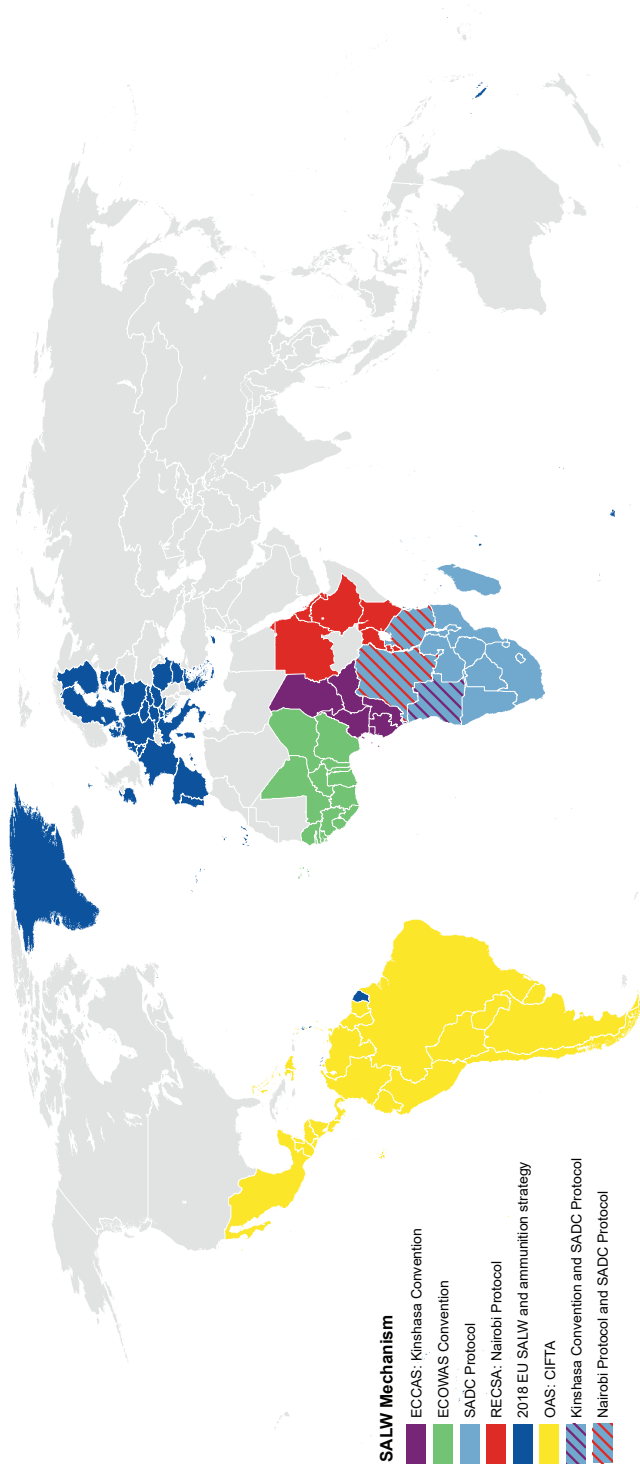 SALW Mechanism
ECCAS: Kinshasa Convention
ECOWAS Convention
SADC Protocol
RECSA: Nairobi Protocol
2018 EU SALW and ammunition strategy
OAS: CIFTA
Kinshasa Convention and SADC Protocol
Nairobi Protocol and SADC Protocol